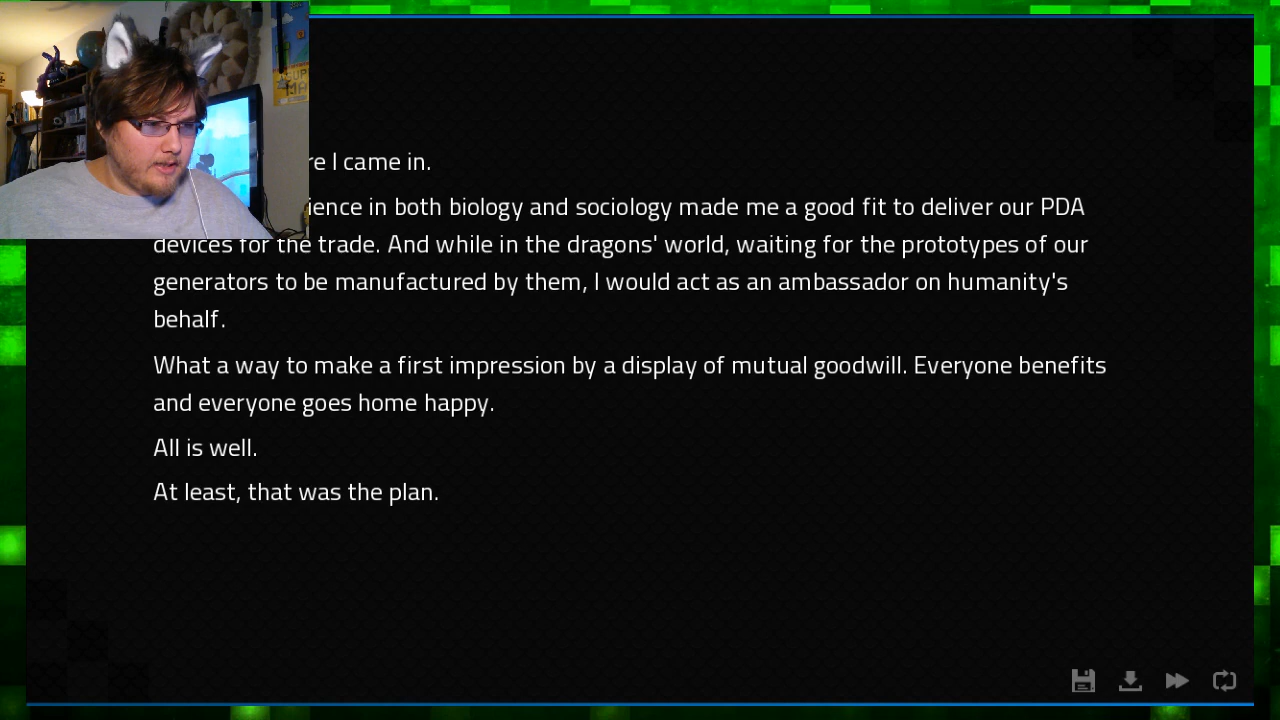 re I came in.
ience in both biology and sociology made me a good fit to deliver our PDA
devices for the trade. And while in the dragons' world, waiting for the prototypes of our
generators to be manufactured by them, I would act as an ambassador on humanity's
behalf.
What a way to make a first impression by a display of mutual goodwill. Everyone benefits
and everyone goes home happy.
All is well.
At least, that was the plan.